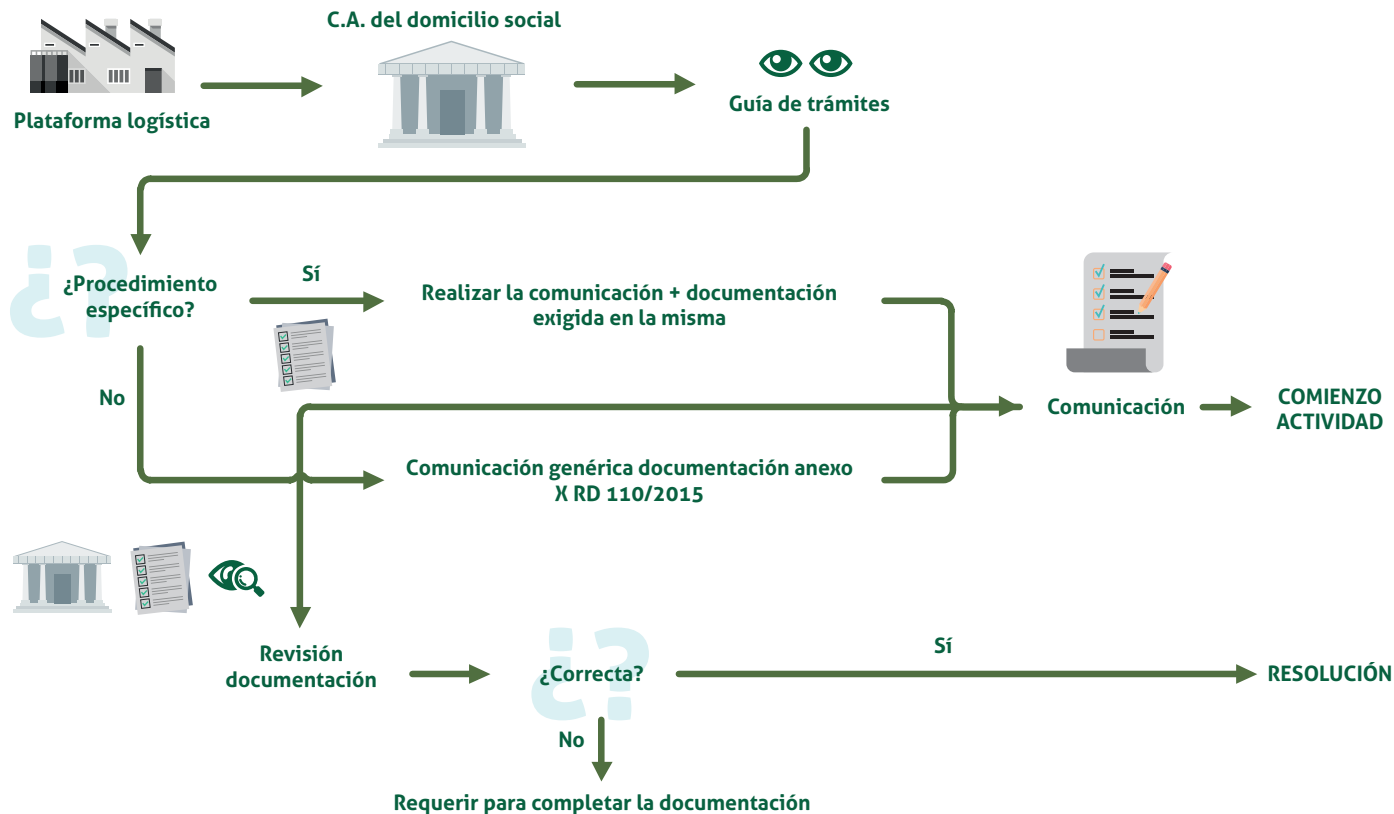 C.A. del domicilio social
Plataforma logística
Guía de trámites
¿?
¿Procedimiento
específico?
Sí
Realizar la comunicación + documentación
exigida en la misma
No
Comunicación
COMIENZO
ACTIVIDAD
Comunicación genérica documentación anexo
X RD 110/2015
Revisión
documentación
¿?
¿Correcta?
Sí
RESOLUCIÓN
No
Requerir para completar la documentación